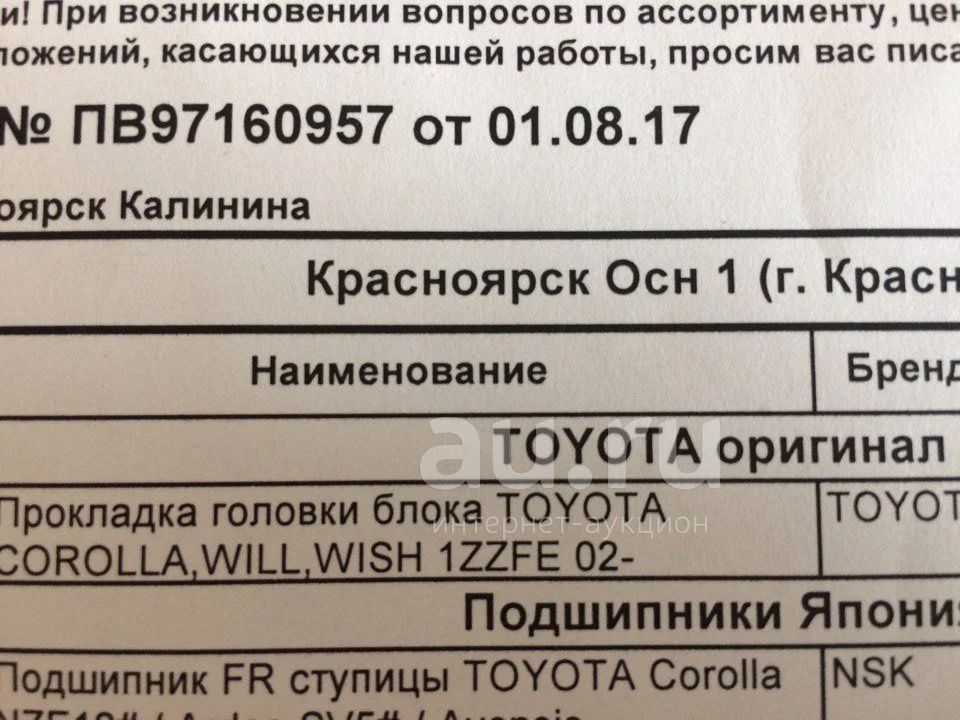 и! При возникновении вопросов по ассортименту, цен
ложений, касающихся нашей работы, просим вас писа
№ ПВ97160957 от 01.08.17
оярск Калинина
Красноярск Осн 1 (г. Красн
Наименование Бренд
au.ru
TOYOTA оригинал
интернет-аукцион
Прокладка головки блока TOYOTA TOYOT
COROLLA,WILL,WISH 1ZZFE 02-
Подшипники Япони
Подшипник FR ступицы TOYOTA Corolla NSK